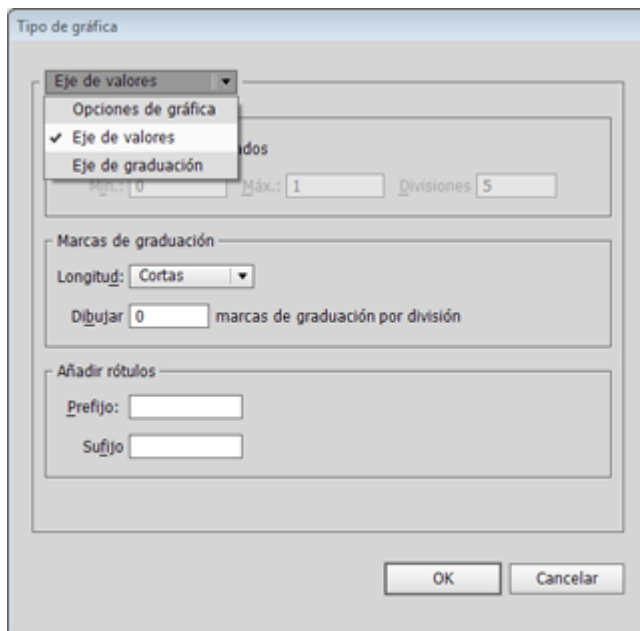 Tipo de gráfica
Eje de valores
Opciones de gráfica
Eje de valores
Eje de graduación
Mín.: 0 Máx.: 1 Divisiones 5
Marcas de graduación
Longitud: Cortas
Dibujar 0 marcas de graduación por división
Añadir rótulos
Prefijo:
Sufijo
OK Cancelar